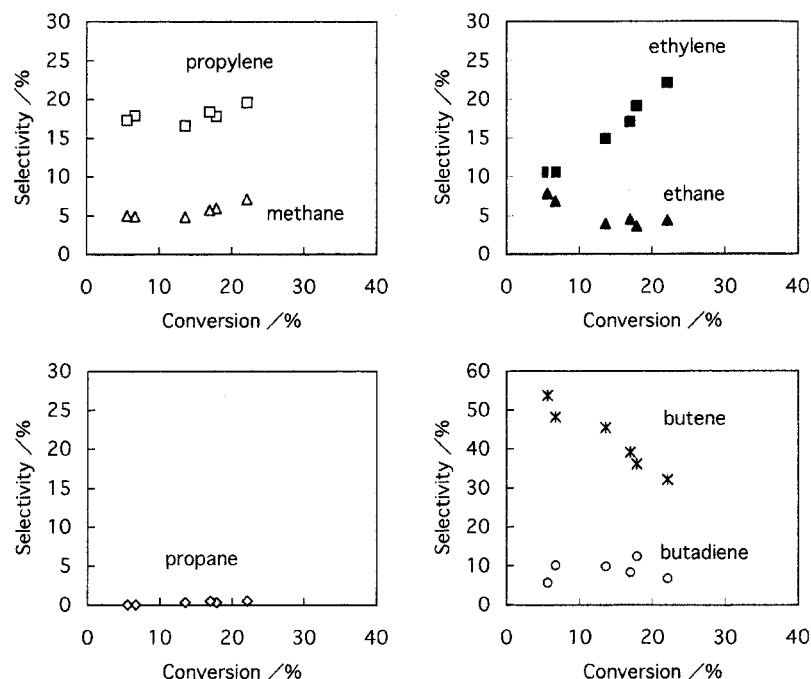 30
25
20
15
10
5
0
Selectivity /%
propylene
methane
0 10 20 30 40
Conversion /%
30
25
20
15
10
5
0
Selectivity /%
ethylene
ethane
0 10 20 30 40
Conversion /%
30
25
20
15
10
5
0
Selectivity /%
propane
0 10 20 30 40
Conversion /%
60
50
40
30
20
10
0
Selectivity /%
butene
butadiene
0 10 20 30 40
Conversion /%